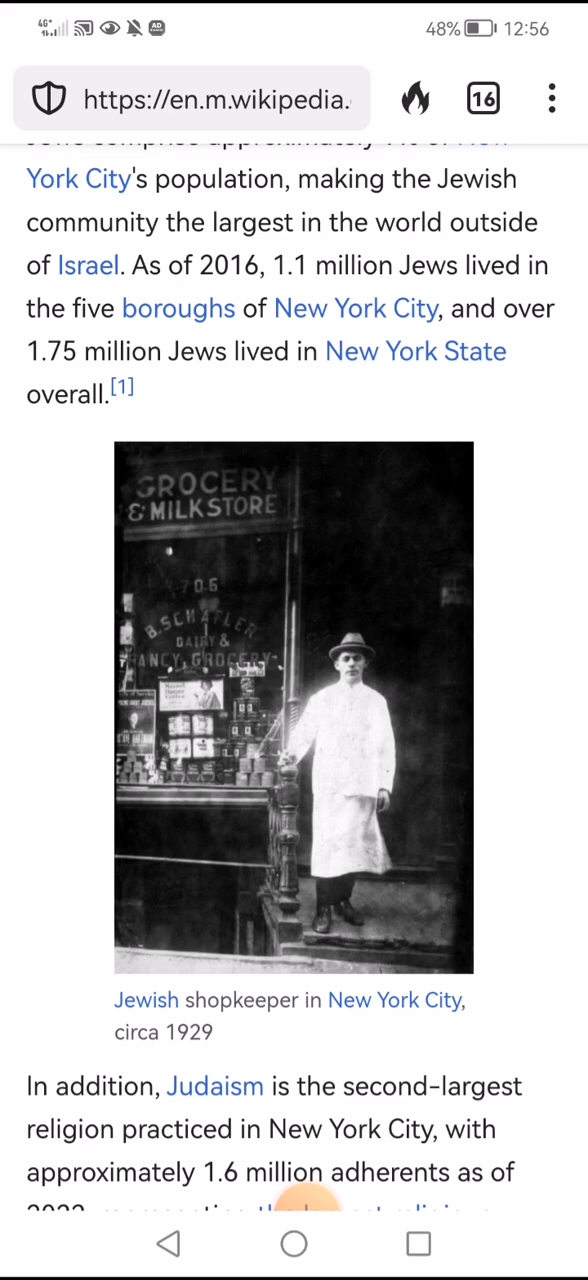 4G+
AD
48%
12:56
https://en.m.wikipedia.
16
York City's population, making the Jewish
community the largest in the world outside
of Israel. As of 2016, 1.1 million Jews lived in
the five boroughs of New York City, and over
1.75 million Jews lived in New York State
overall.[1]
GROCERY
& MILK STORE
706
B. SCHATLER
DAIRY &
FANCY GROCERY
Jewish shopkeeper in New York City,
circa 1929
In addition, Judaism is the second-largest
religion practiced in New York City, with
approximately 1.6 million adherents as of